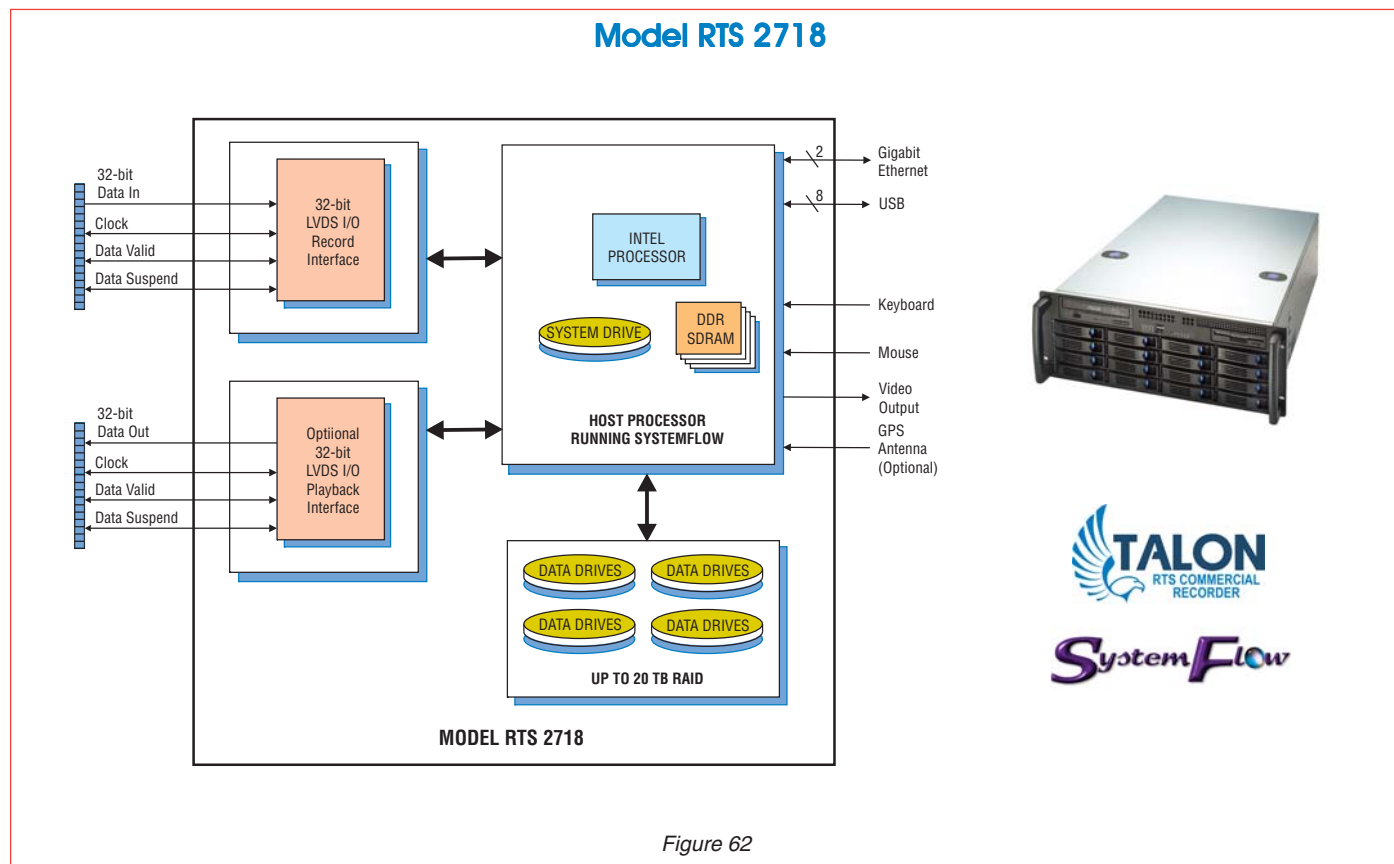 Model RTS 2718
32-bit
Data In
Clock
Data Valid
Data Suspend
32-bit
LVDS I/O
Record
Interface
32-bit
Data Out
Clock
Data Valid
Data Suspend
Optiional
32-bit
LVDS I/O
Playback
Interface
INTEL
PROCESSOR
SYSTEM DRIVE
DDR
SDRAM
HOST PROCESSOR
RUNNING SYSTEMFLOW
2
Gigabit
Ethernet
8
USB
Keyboard
Mouse
Video
Output
GPS
Antenna
(Optional)
DATA DRIVES
DATA DRIVES
DATA DRIVES
DATA DRIVES
UP TO 20 TB RAID
MODEL RTS 2718
TALON
RTS COMMERCIAL
RECORDER
SystemFlow
Figure 62